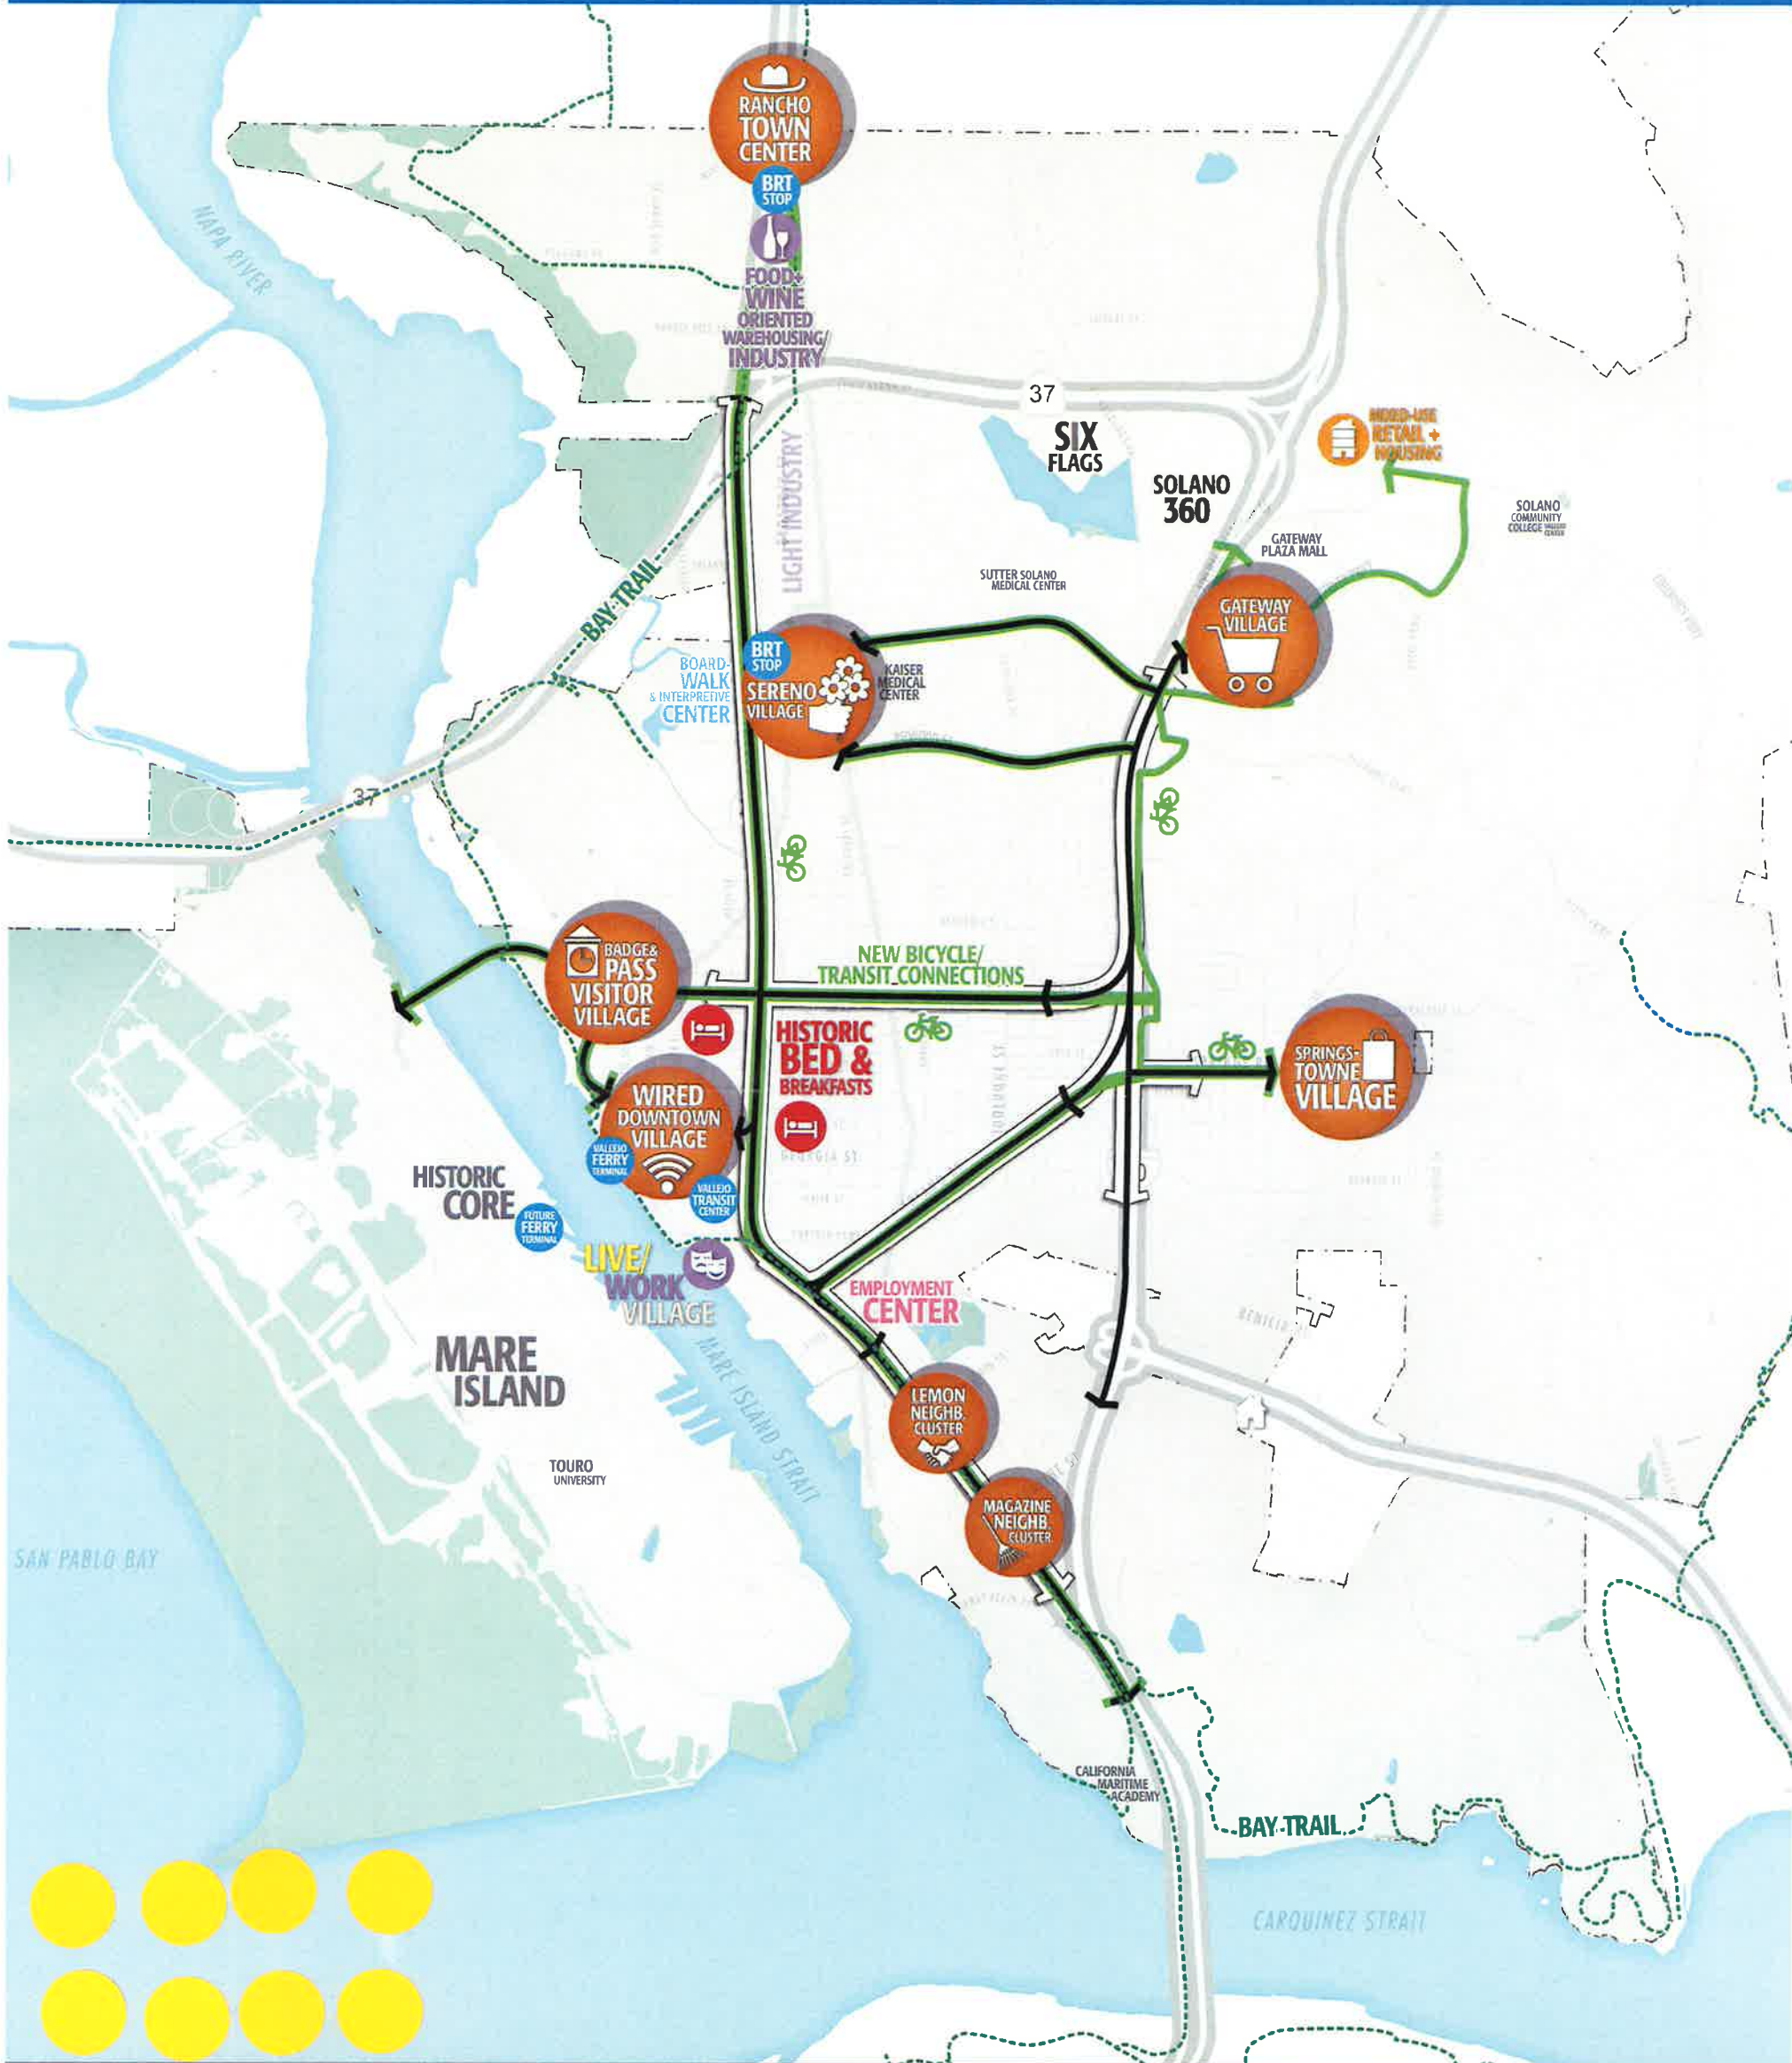 RANCHO
TOWN
CENTER
BRT
STOP
FOOD+
WINE
ORIENTED
WAREHOUSING/
INDUSTRY
NAPA RIVER
37
SIX
FLAGS
SOLANO
360
MIXED-USE
RETAIL +
HOUSING
SOLANO
COMMUNITY
COLLEGE
GATEWAY
PLAZA MALL
LIGHT INDUSTRY
SUTTER SOLANO
MEDICAL CENTER
GATEWAY
VILLAGE
BAY TRAIL
BOARD-
WALK
& INTERPRETIVE
CENTER
BRT
STOP
SERENO
VILLAGE
KAISER
MEDICAL
CENTER
37
BADGE&
PASS
VISITOR
VILLAGE
NEW BICYCLE/
TRANSIT CONNECTIONS
HISTORIC
BED &
BREAKFASTS
SPRINGS-
TOWNE
VILLAGE
WIRED
DOWNTOWN
VILLAGE
VALLEJO
FERRY
TERMINAL
VALLEJO
TRANSIT
CENTER
GEORGIA ST.
HISTORIC
CORE
FUTURE
FERRY
TERMINAL
LIVE/
WORK
VILLAGE
EMPLOYMENT
CENTER
MARE
ISLAND
MARE ISLAND STRAIT
LEMON
NEIGHB.
CLUSTER
TOURO
UNIVERSITY
MAGAZINE
NEIGHB.
CLUSTER
SAN PABLO BAY
CALIFORNIA
MARITIME
ACADEMY
BAY TRAIL
CARQUINEZ STRAIT